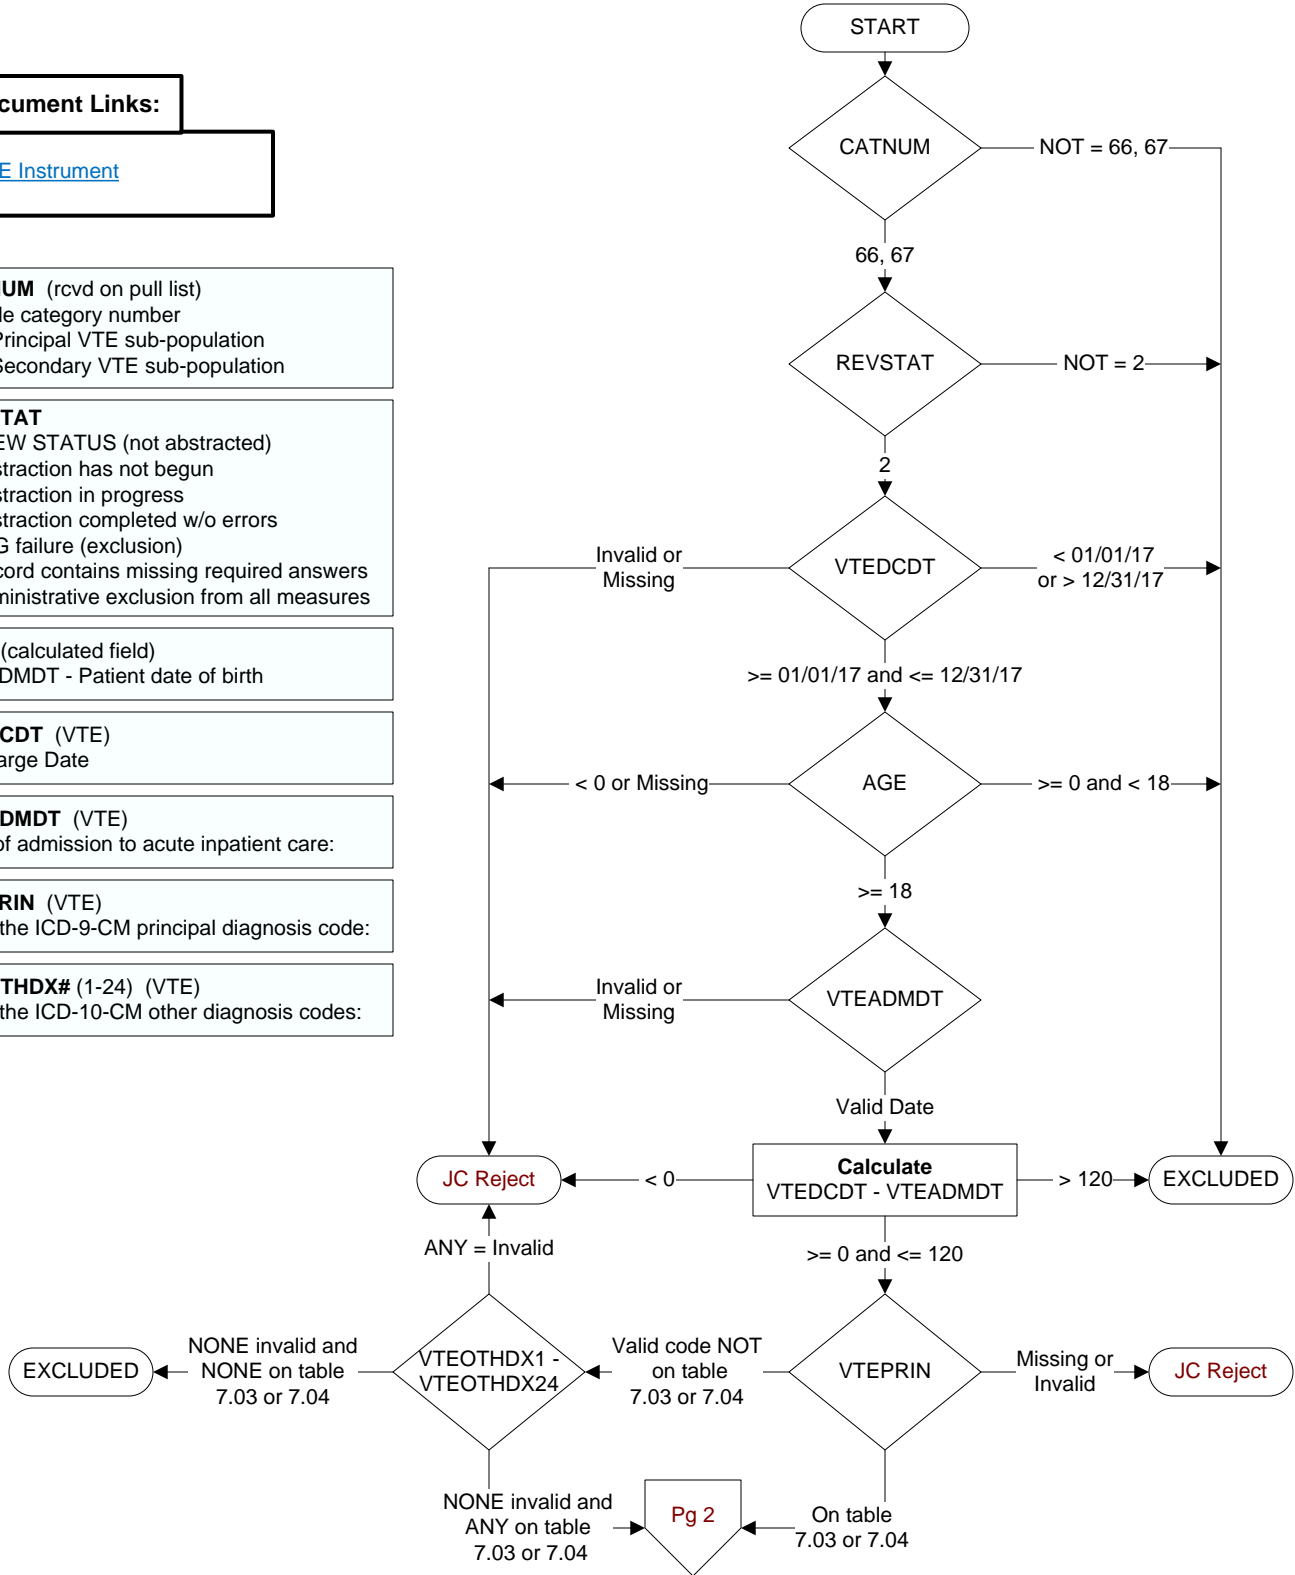 START
cument Links:
E Instrument
CATNUM
NOT = 66, 67
66, 67
UM (rcvd on pull list)
le category number
Principal VTE sub-population
Secondary VTE sub-population
REVSTAT
NOT = 2
2
TAT
EW STATUS (not abstracted)
straction has not begun
straction in progress
straction completed w/o errors
G failure (exclusion)
cord contains missing required answers
ministrative exclusion from all measures
Invalid or
Missing
VTEDCDT
< 01/01/17
or > 12/31/17
>= 01/01/17 and <= 12/31/17
(calculated field)
DMDT - Patient date of birth
CDT (VTE)
arge Date
< 0 or Missing
AGE
>= 0 and < 18
>= 18
DMDT (VTE)
of admission to acute inpatient care:
RIN (VTE)
the ICD-9-CM principal diagnosis code:
THDX# (1-24) (VTE)
the ICD-10-CM other diagnosis codes:
Invalid or
Missing
VTEADMDT
Valid Date
JC Reject
< 0
Calculate
VTEDCDT - VTEADMDT
> 120
EXCLUDED
ANY = Invalid
>= 0 and <= 120
EXCLUDED
NONE invalid and
NONE on table
7.03 or 7.04
VTEOTHDX1 -
VTEOTHDX24
Valid code NOT
on table
7.03 or 7.04
VTEPRIN
Missing or
Invalid
JC Reject
NONE invalid and
ANY on table
7.03 or 7.04
Pg 2
On table
7.03 or 7.04